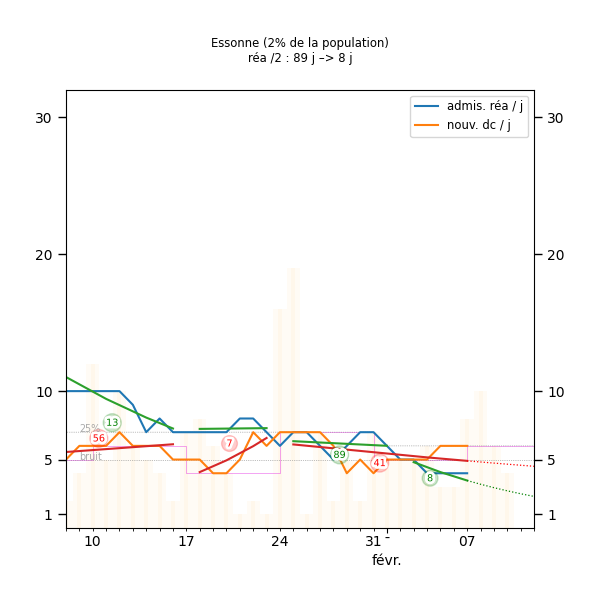 Essonne (2% de la population)
réa /2 : 89 j –> 8 j
admis. réa / j
nouv. dc / j
30 30
20 20
10 10
5 5
1 1
25%
bruit
13
56
7
89
41
8
10 17 24 31 07
févr.